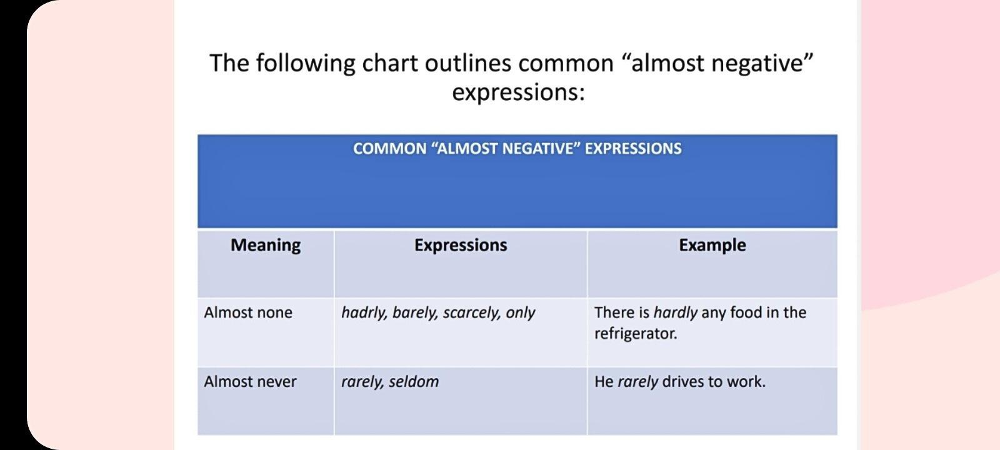 The following chart outlines common “almost negative”
expressions:
COMMON “ALMOST NEGATIVE” EXPRESSIONS
Meaning Expressions Example
Almost none hadrly, barely, scarcely, only There is hardly any food in the
refrigerator.
Almost never rarely, seldom He rarely drives to work.